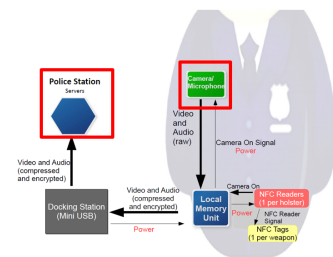 Police Station
Servers
Camera/
Microphone
Video
and
Audio
(raw)
Camera On Signal
Power
Video and Audio
(compressed
and encrypted)
Docking Station
(Mini USB)
Video and Audio
(compressed
and encrypted)
Power
Local
Memory
Unit
Camera On
Power
NFC Readers
(1 per holster)
NFC Reader
Signal
NFC Tags
(1 per weapon)